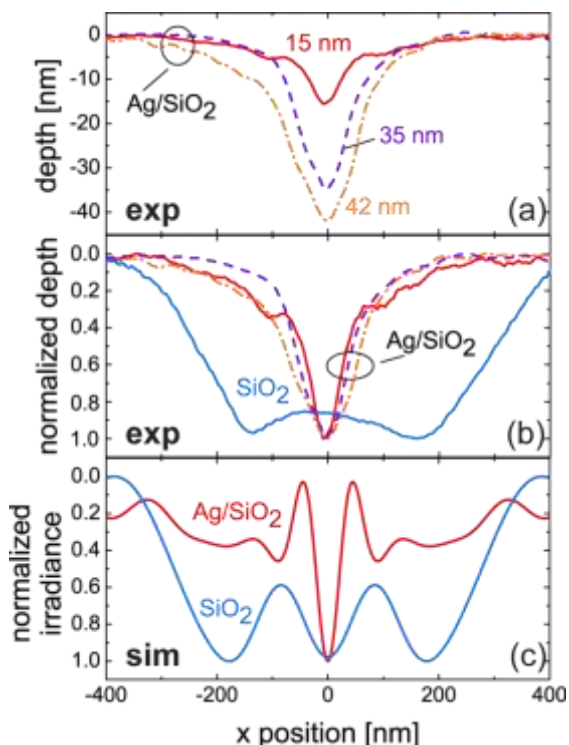 0
-10
-20
-30
-40
depth [nm]
15 nm
Ag/SiO2
35 nm
42 nm
exp
(a)
0.0
0.2
0.4
0.6
0.8
1.0
normalized depth
Ag/SiO2
SiO2
exp
(b)
0.0
0.2
0.4
0.6
0.8
1.0
normalized
irradiance
Ag/SiO2
SiO2
sim
(c)
-400 -200 0 200 400
x position [nm]